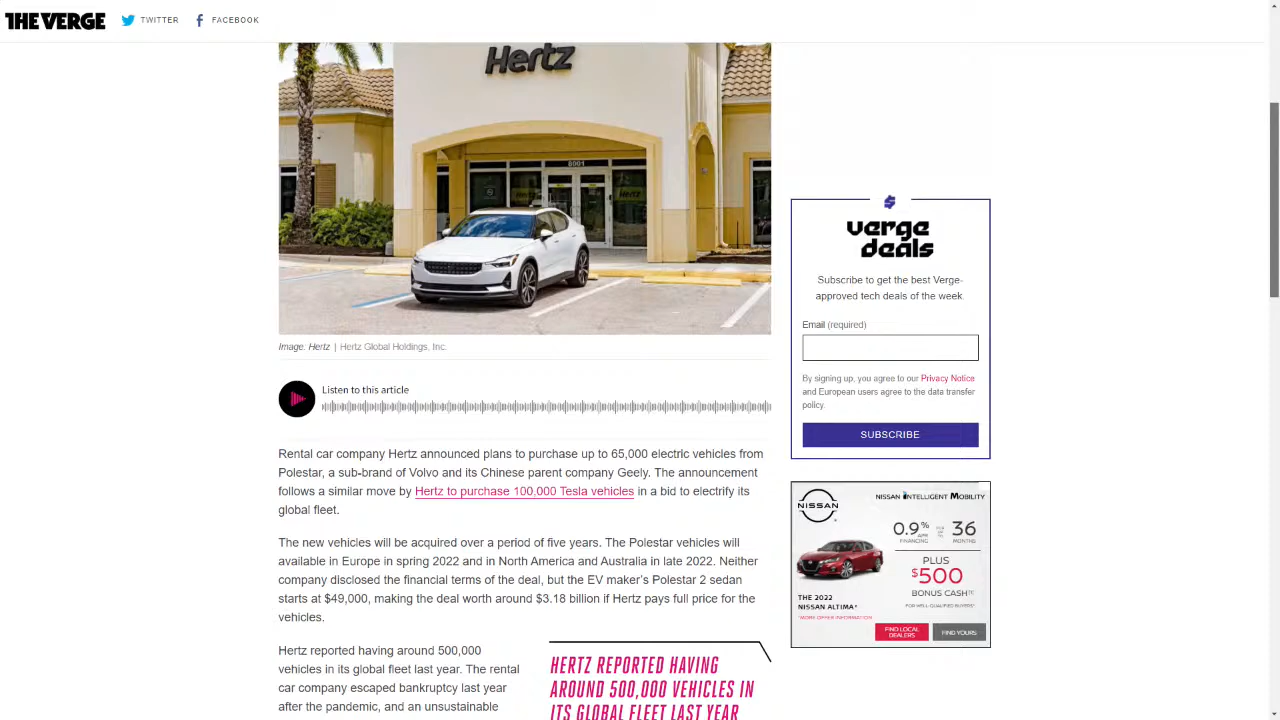 THE VERGE
TWITTER
FACEBOOK
Hertz
8001
Hertz
Image: Hertz | Hertz Global Holdings, Inc.
Listen to this article
Rental car company Hertz announced plans to purchase up to 65,000 electric vehicles from
Polestar, a sub-brand of Volvo and its Chinese parent company Geely. The announcement
follows a similar move by Hertz to purchase 100,000 Tesla vehicles in a bid to electrify its
global fleet.
The new vehicles will be acquired over a period of five years. The Polestar vehicles will
available in Europe in spring 2022 and in North America and Australia in late 2022. Neither
company disclosed the financial terms of the deal, but the EV maker's Polestar 2 sedan
starts at $49,000, making the deal worth around $3.18 billion if Hertz pays full price for the
vehicles.
Hertz reported having around 500,000
vehicles in its global fleet last year. The rental
car company escaped bankruptcy last year
after the pandemic, and an unsustainable
HERTZ REPORTED HAVING
AROUND 500,000 VEHICLES IN
ITS GLOBAL FLEET LAST YEAR
verge
deals
Subscribe to get the best Verge-
approved tech deals of the week.
Email (required)
By signing up, you agree to our Privacy Notice
and European users agree to the data transfer
policy.
SUBSCRIBE
NISSAN
NISSAN INTELLIGENT MOBILITY
0.9% 36
FINANCING MONTHS
PLUS
$500
BONUS CASH
FOR WELL-QUALIFIED BUYERS*
THE 2022
NISSAN ALTIMA®
*MORE OFFER INFORMATION
FIND LOCAL
DEALERS
FIND YOURS